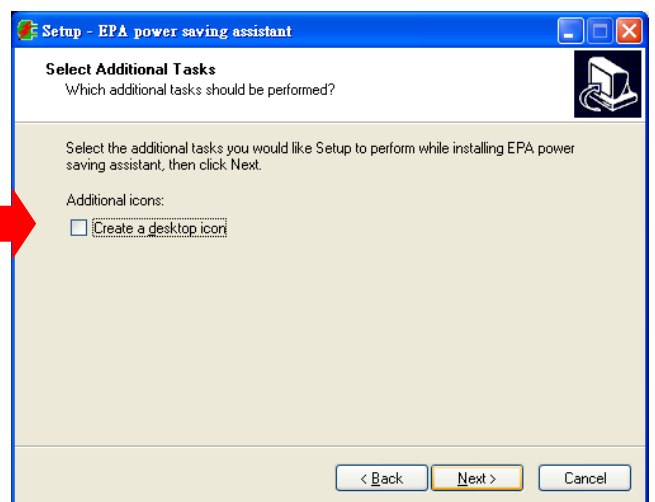 Setup - EPA power saving assistant
Select Additional Tasks
Which additional tasks should be performed?
Select the additional tasks you would like Setup to perform while installing EPA power
saving assistant, then click Next.
Additional icons:
Create a desktop icon
< Back
Next >
Cancel